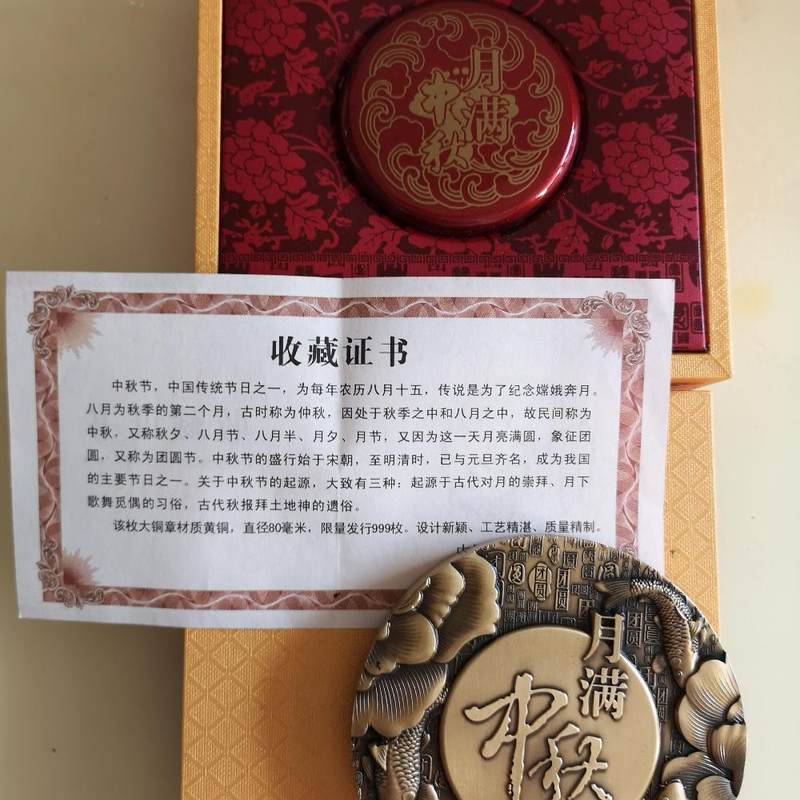 月满
中秋
收藏证书
中秋节，中国传统节日之一，为每年农历八月十五，传说是为了纪念嫦娥奔月。
八月为秋季的第二个月，古时称为仲秋，因处于秋季之中和八月之中，故民间称为
中秋，又称秋夕、八月节、八月半、月夕、月节，又因为这一天月亮满圆，象征团
圆，又称为团圆节。中秋节的盛行始于宋朝，至明清时，已与元旦齐名，成为我国
的主要节日之一。关于中秋节的起源，大致有三种：起源于古代对月的崇拜、月下
歌舞觅偶的习俗，古代秋报拜土地神的遗俗。
该枚大铜章材质黄铜，直径80毫米，限量发行999枚。设计新颖、工艺精湛、质量精制。
团圆
团圆
月满
中秋